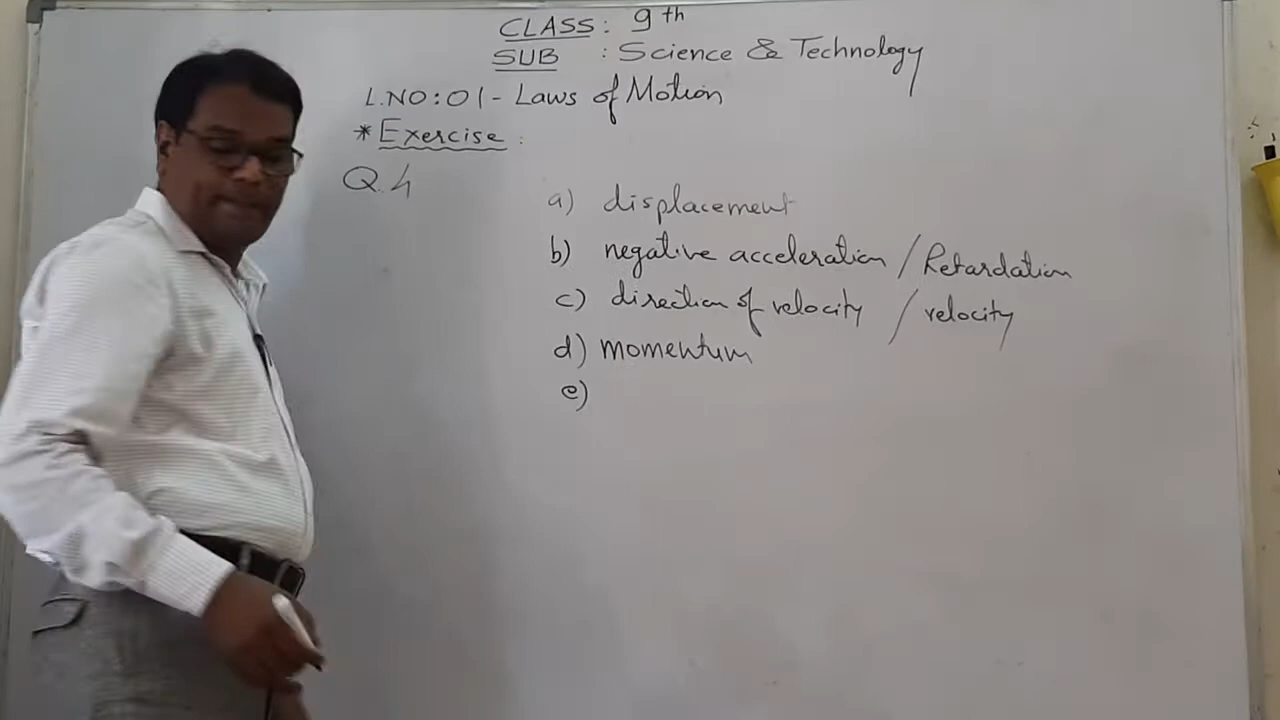 CLASS: 9th
SUB : Science & Technology
L.NO:01- Laws of Motion
*Exercise:
Q.4
a) displacement
b) negative acceleration / Retardation
c) direction of velocity / velocity
d) momentum
e)